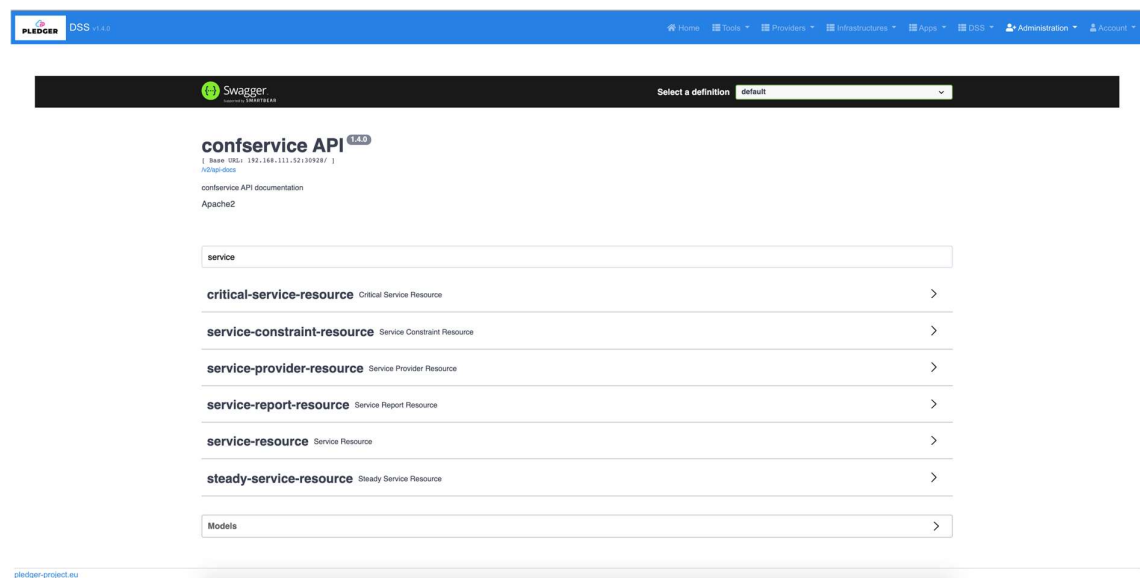 PLEDGER DSS v1.4.0 Home Tools Providers Infrastructures Apps DSS Administration Account
Swagger. Select a definition default
Supported by SMARTBEAR
confservice API 1.4.0
[ Base URL: 192.168.111.52:30928/ ]
/v2/api-docs
confservice API documentation
Apache2
service
critical-service-resource Critical Service Resource
service-constraint-resource Service Constraint Resource
service-provider-resource Service Provider Resource
service-report-resource Service Report Resource
service-resource Service Resource
steady-service-resource Steady Service Resource
Models
pledger-project.eu